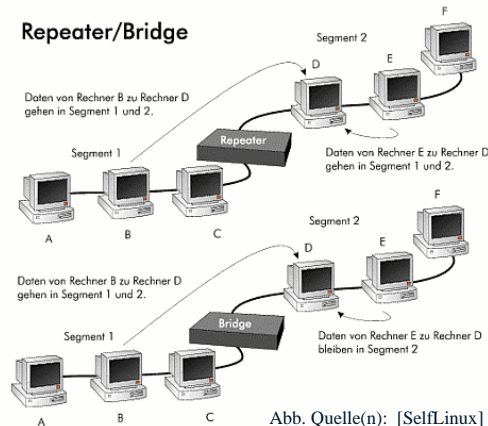 Repeater/Bridge
F
Segment 2
D
E
Daten von Rechner B zu Rechner D
gehen in Segment 1 und 2.
Repeater
Segment 1
Daten von Rechner E zu Rechner D
gehen in Segment 1 und 2.
A
B
C
F
Segment 2
D
E
Daten von Rechner B zu Rechner D
gehen in Segment 1 und 2.
Bridge
Segment 1
Daten von Rechner E zu Rechner D
bleiben in Segment 2
A
B
C
Abb. Quelle(n): [SelfLinux]